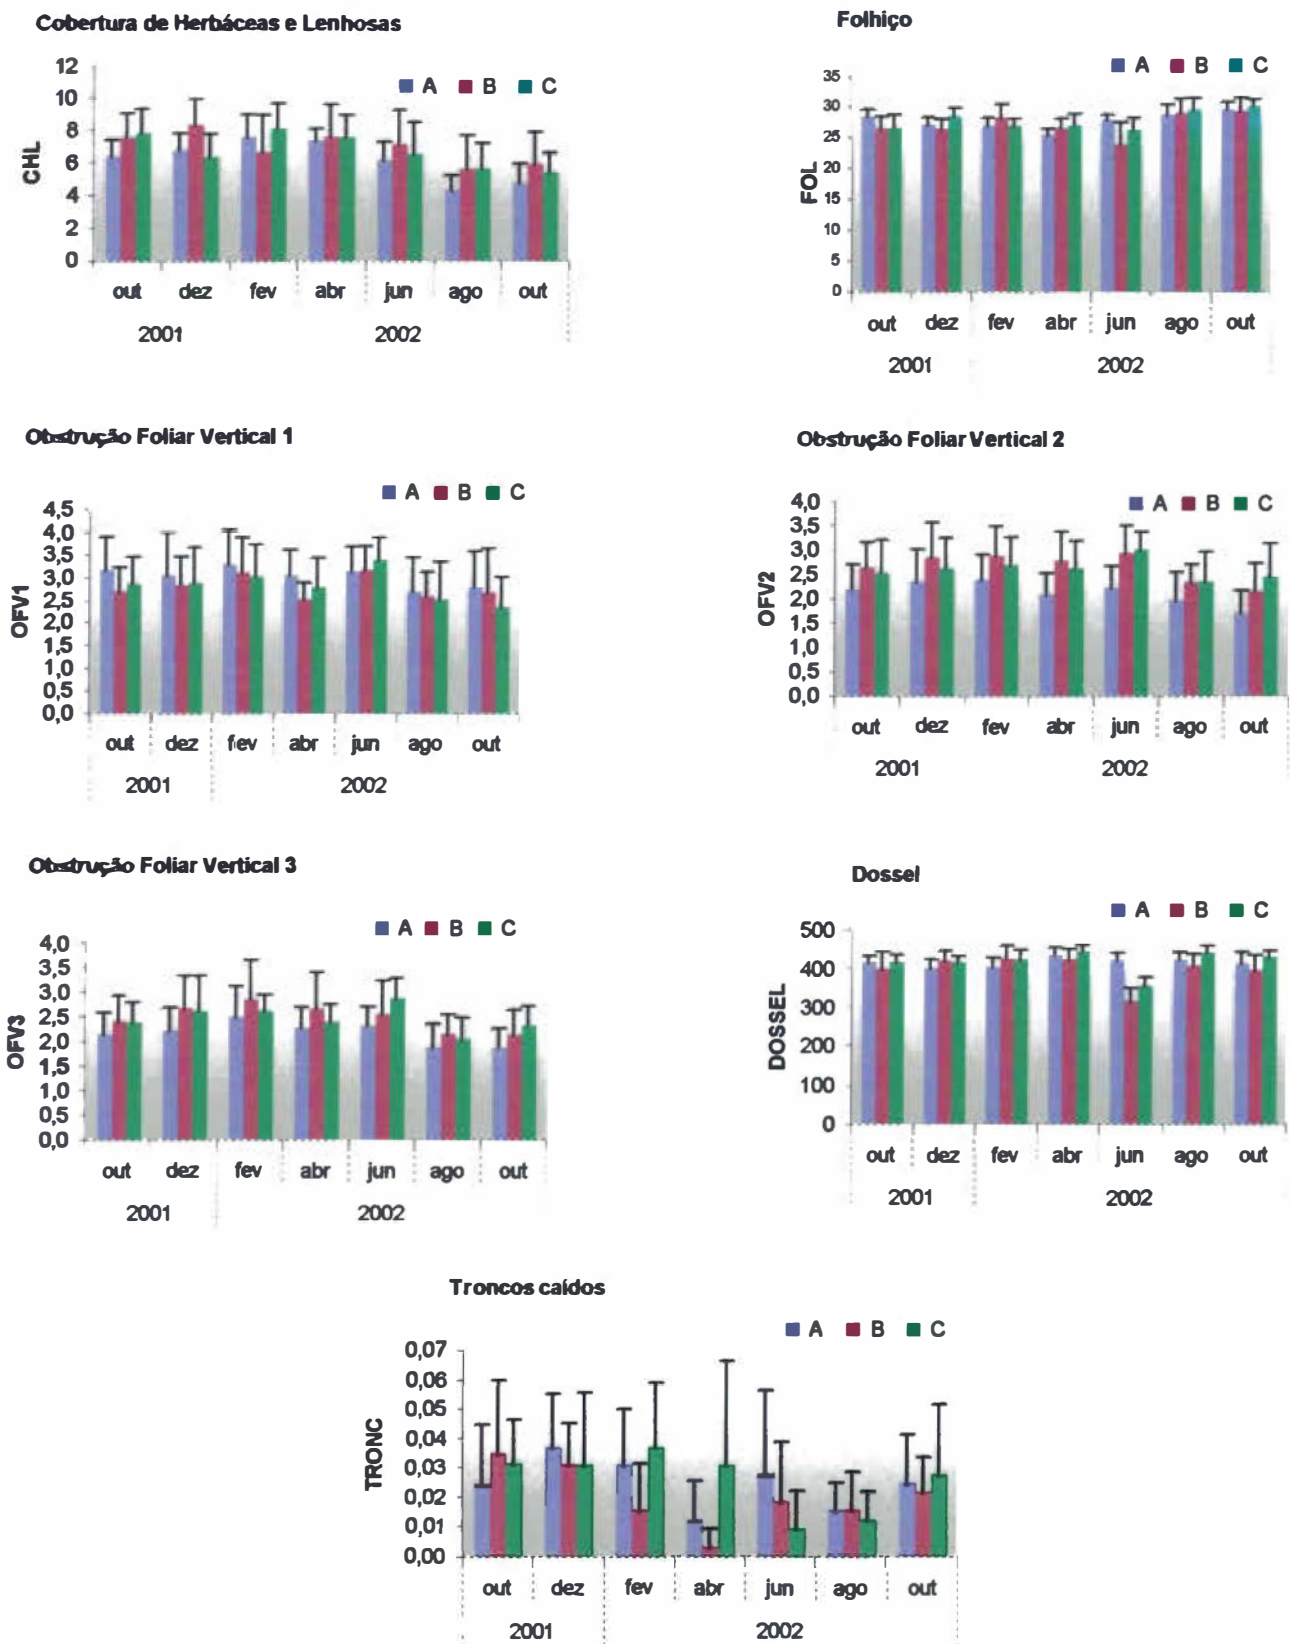 Cobertura de Herbáceas e Lenhosas
A B C
CHL
12
10
8
6
4
2
0
out dez fev abr jun ago out
2001 2002
Folhiço
A B C
FOL
35
30
25
20
15
10
5
0
out dez fev abr jun ago out
2001 2002
Obstrução Foliar Vertical 1
A B C
OFV1
4,5
4,0
3,5
3,0
2,5
2,0
1,5
1,0
0,5
0,0
out dez fev abr jun ago out
2001 2002
Obstrução Foliar Vertical 2
A B C
OFV2
4,0
3,5
3,0
2,5
2,0
1,5
1,0
0,5
0,0
out dez fev abr jun ago out
2001 2002
Obstrução Foliar Vertical 3
A B C
OFV3
4,0
3,5
3,0
2,5
2,0
1,5
1,0
0,5
0,0
out dez fev abr jun ago out
2001 2002
Dossel
A B C
DOSSEL
500
400
300
200
100
0
out dez fev abr jun ago out
2001 2002
Troncos caídos
A B C
TRONC
0,07
0,06
0,05
0,04
0,03
0,02
0,01
0,00
out dez fev abr jun ago out
2001 2002